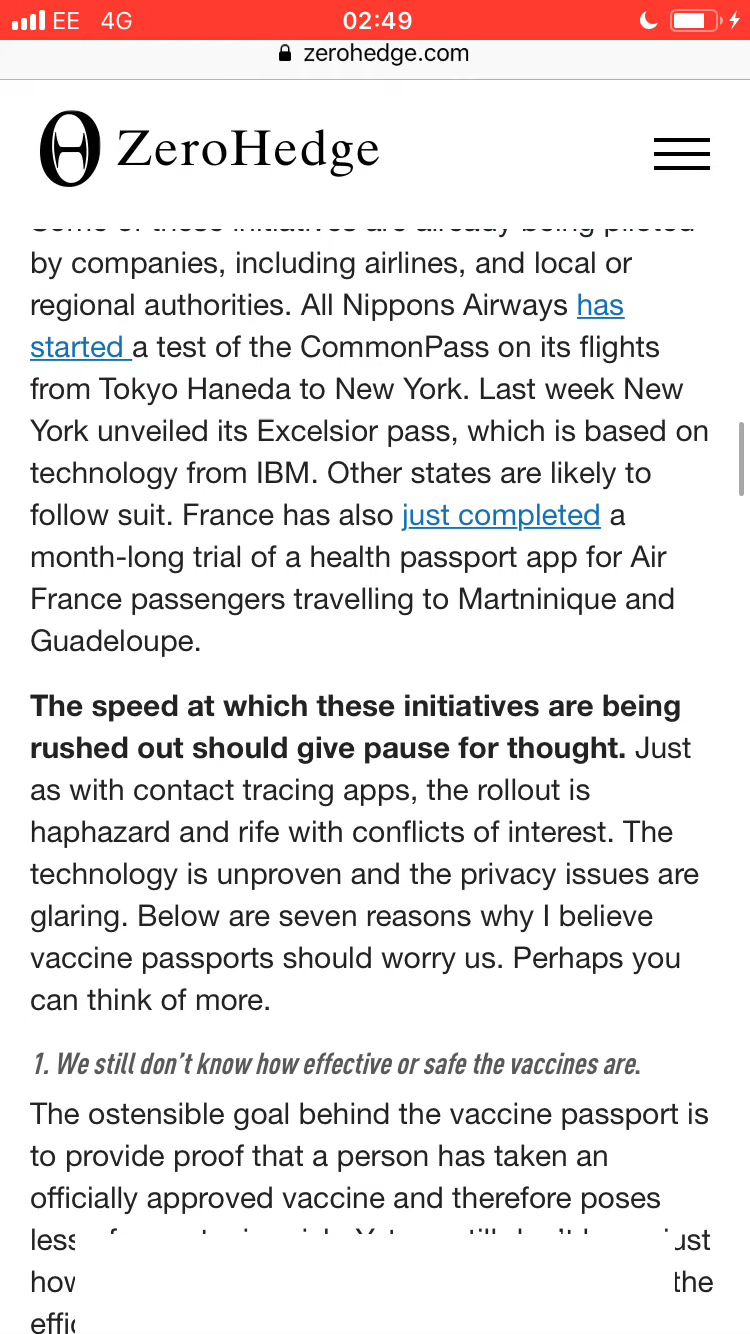 EE 4G 02:49
zerohedge.com
ZeroHedge
by companies, including airlines, and local or
regional authorities. All Nippons Airways has
started a test of the CommonPass on its flights
from Tokyo Haneda to New York. Last week New
York unveiled its Excelsior pass, which is based on
technology from IBM. Other states are likely to
follow suit. France has also just completed a
month-long trial of a health passport app for Air
France passengers travelling to Martninique and
Guadeloupe.
The speed at which these initiatives are being
rushed out should give pause for thought. Just
as with contact tracing apps, the rollout is
haphazard and rife with conflicts of interest. The
technology is unproven and the privacy issues are
glaring. Below are seven reasons why I believe
vaccine passports should worry us. Perhaps you
can think of more.
1. We still don't know how effective or safe the vaccines are.
The ostensible goal behind the vaccine passport is
to provide proof that a person has taken an
officially approved vaccine and therefore poses
less
the